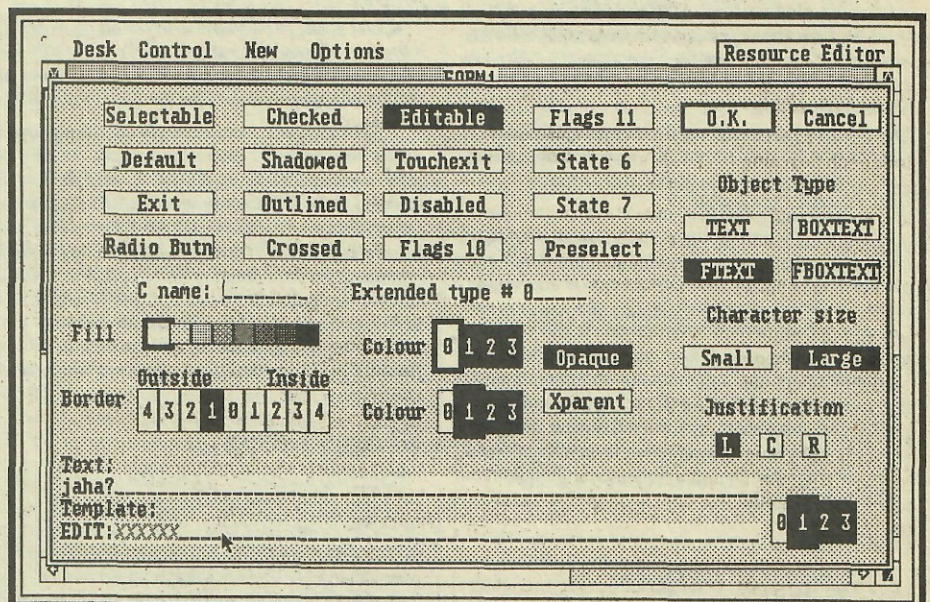 Desk Control New Options Resource Editor
FORM1
Selectable Checked Editable Flags 11 O.K. Cancel
Default Shadowed Touchexit State 6
Object Type
Exit Outlined Disabled State 7
TEXT BOXTEXT
Radio Butn Crossed Flags 10 Preselect
FTEXT FBOXTEXT
C name: Extended type # 0
Character size
Fill Colour 0 1 2 3 Opaque Small Large
Outside Inside
Border 4 3 2 1 0 1 2 3 4 Colour 0 1 2 3 Xparent Justification
L C R
Text:
jaha?
Template:
EDIT:XXXXXX 0 1 2 3